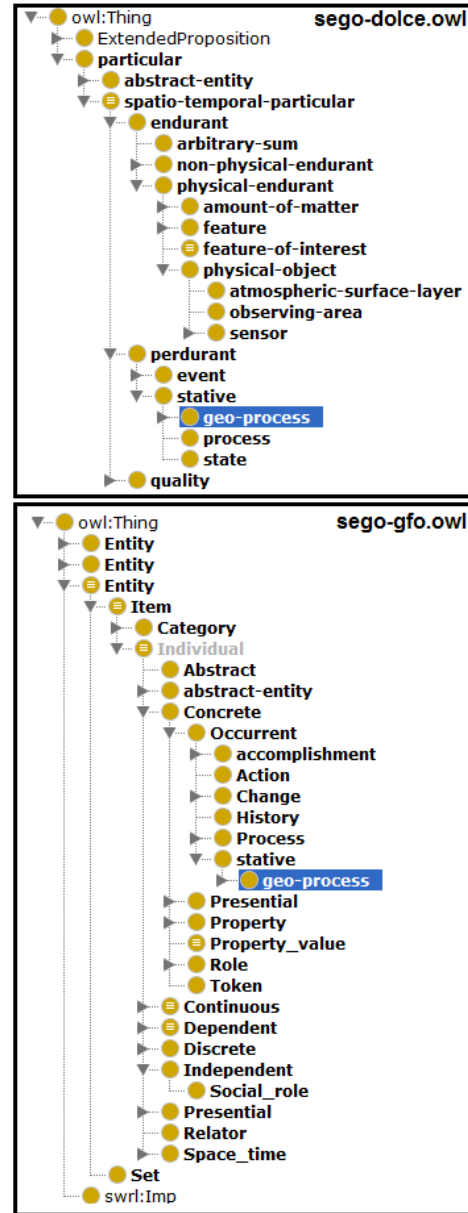 owl:Thing sego-dolce.owl
ExtendedProposition
particular
abstract-entity
spatio-temporal-particular
endurant
arbitrary-sum
non-physical-endurant
physical-endurant
amount-of-matter
feature
feature-of-interest
physical-object
atmospheric-surface-layer
observing-area
sensor
perdurant
event
stative
geo-process
process
state
quality
owl:Thing sego-gfo.owl
Entity
Entity
Entity
Item
Category
Individual
Abstract
abstract-entity
Concrete
Occurrent
accomplishment
Action
Change
History
Process
stative
geo-process
Presential
Property
Property_value
Role
Token
Continuous
Dependent
Discrete
Independent
Social_role
Presential
Relator
Space_time
Set
swrl:Imp